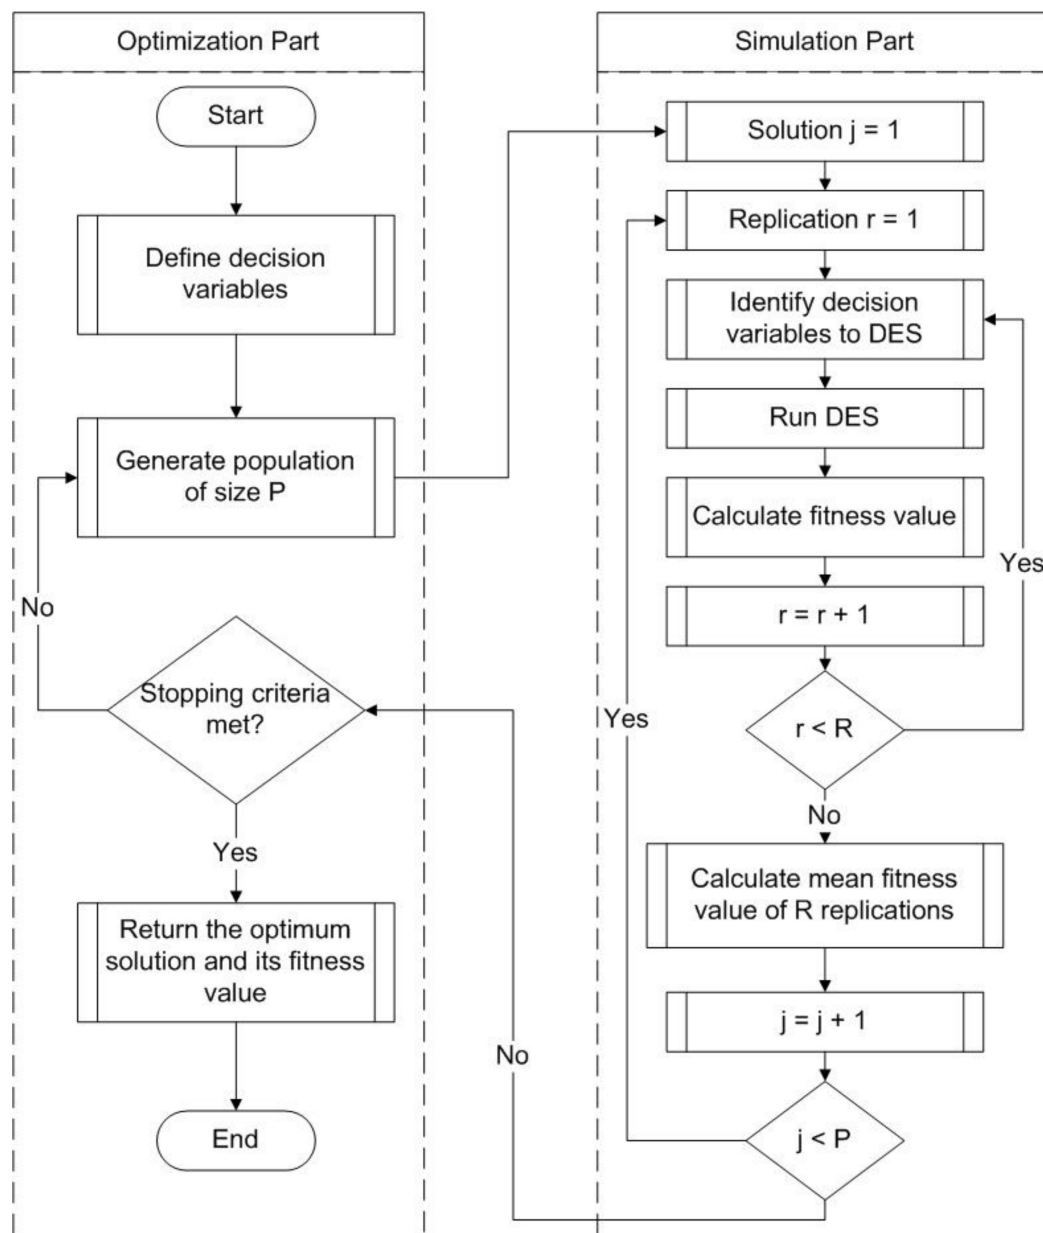 Optimization Part
Start
Define decision
variables
Generate population
of size P
No
Stopping criteria
met?
Yes
Return the optimum
solution and its fitness
value
End
Simulation Part
Solution j = 1
Replication r = 1
Identify decision
variables to DES
Run DES
Calculate fitness value
r = r + 1
Yes
r < R
Yes
No
Calculate mean fitness
value of R replications
j = j + 1
No
j < P